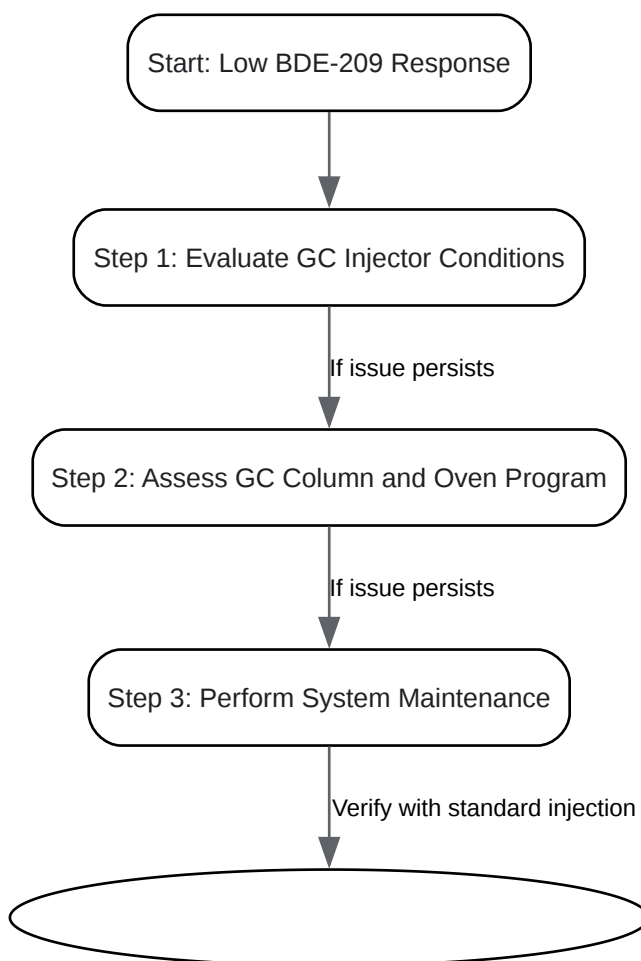 Start: Low BDE-209 Response
Step 1: Evaluate GC Injector Conditions
If issue persists
Step 2: Assess GC Column and Oven Program
If issue persists
Step 3: Perform System Maintenance
Verify with standard injection